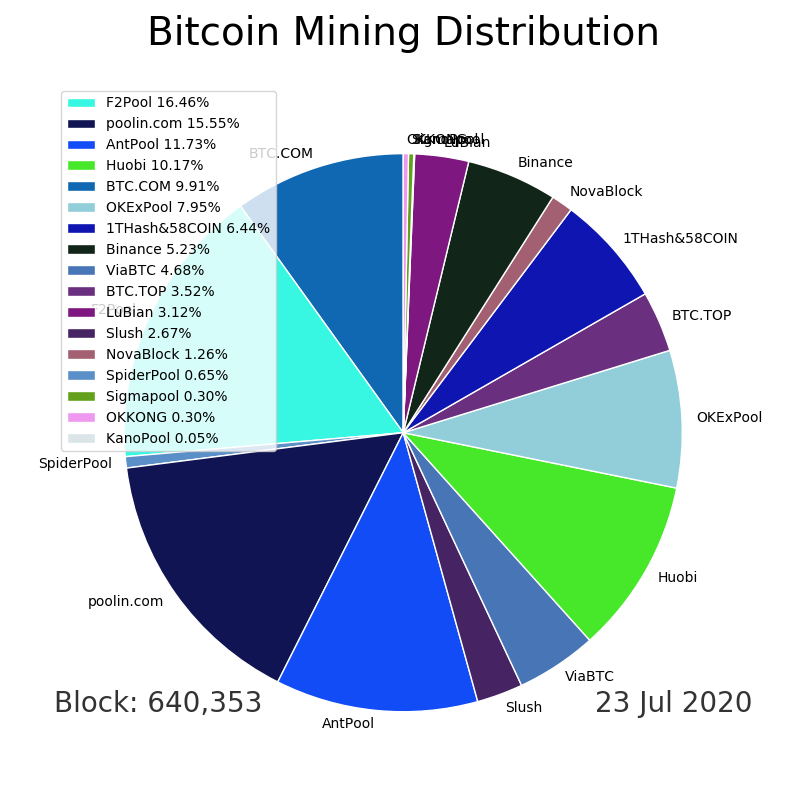 Bitcoin Mining Distribution
F2Pool 16.46%
poolin.com 15.55%
AntPool 11.73%
Huobi 10.17%
BTC.COM 9.91%
OKExPool 7.95%
1THash&58COIN 6.44%
Binance 5.23%
ViaBTC 4.68%
BTC.TOP 3.52%
LuBian 3.12%
Slush 2.67%
NovaBlock 1.26%
SpiderPool 0.65%
Sigmapool 0.30%
OKKONG 0.30%
KanoPool 0.05%
BTC.COM
LuBian
Binance
NovaBlock
1THash&58COIN
BTC.TOP
OKExPool
Huobi
ViaBTC
Slush
AntPool
poolin.com
SpiderPool
F2Pool
Block: 640,353
23 Jul 2020